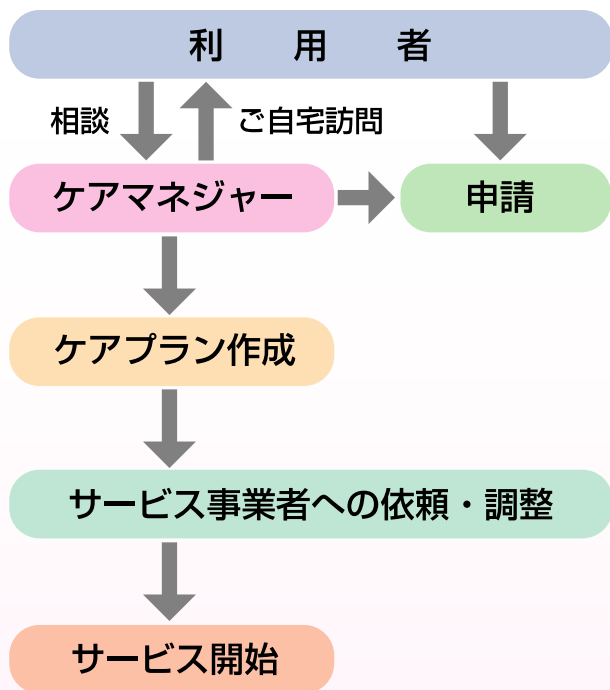 利用者
相談
ご自宅訪問
ケアマネジャー
申請
ケアプラン作成
サービス事業者への依頼・調整
サービス開始